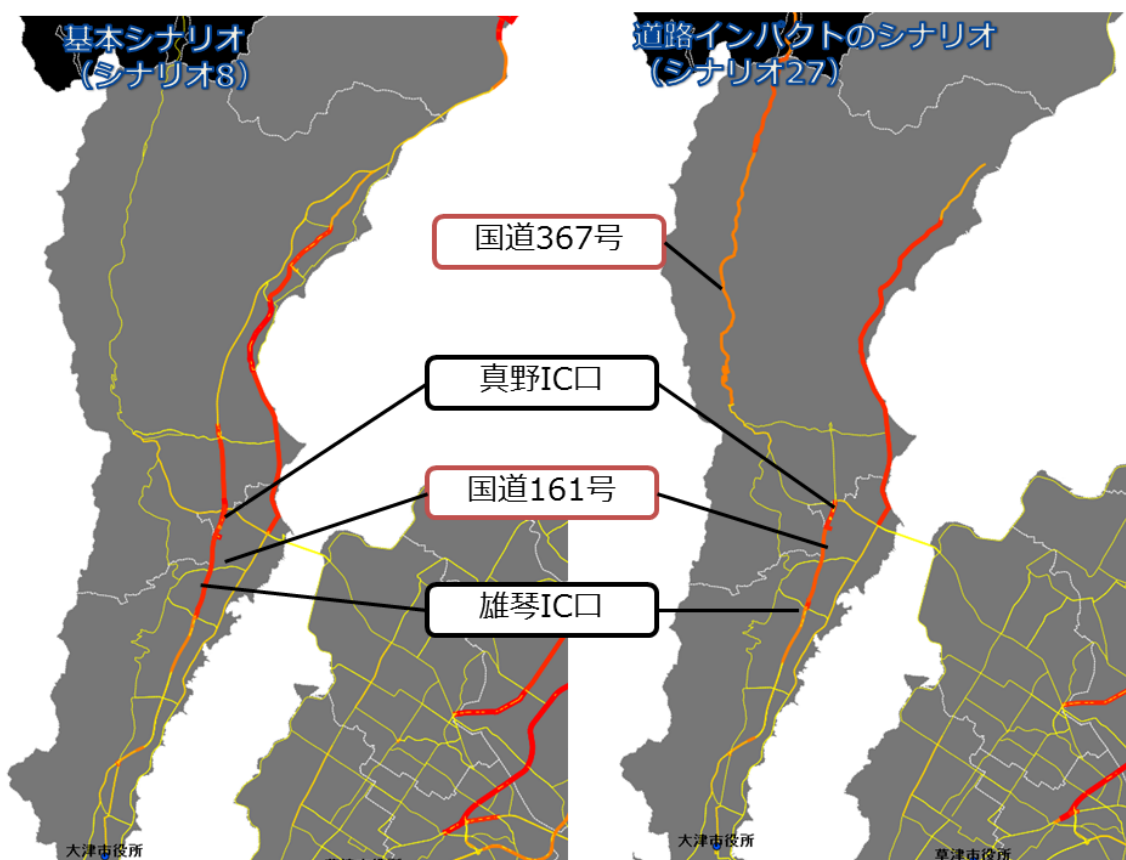 基本シナリオ
（シナリオ8）
道路インパクトのシナリオ
（シナリオ27）
国道367号
真野IC口
国道161号
雄琴IC口
大津市役所
大津市役所
草津市役所